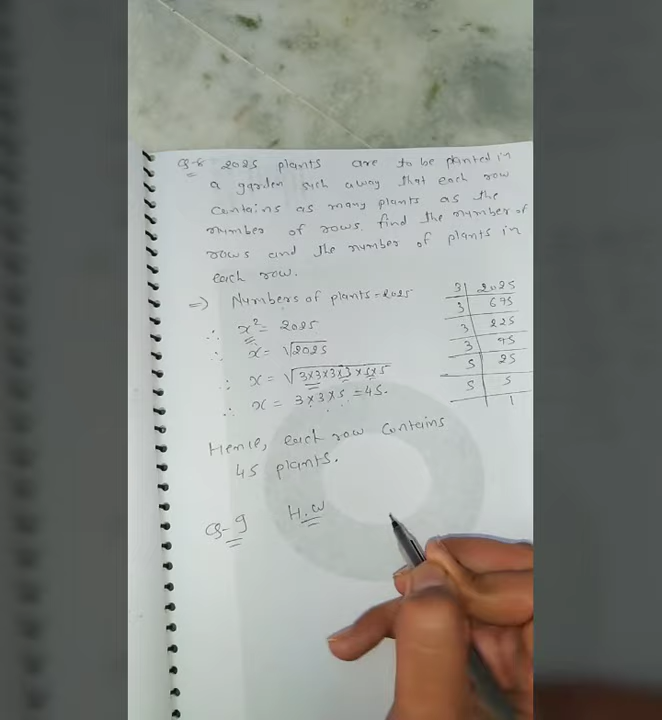 Q-8 2025 plants are to be planted in
a garden such a way that each row
contains as many plants as the
number of rows. find the number of
rows and the number of plants in
each row.
=> Numbers of plants = 2025
∴ x² = 2025
∴ x = √2025
∴ x = √3×3×3×3×5×5
∴ x = 3×3×5 = 45.
Hence, each row contains
45 plants.
Q-9 H.W
3 2025
3 675
3 225
3 75
5 25
5 5
1